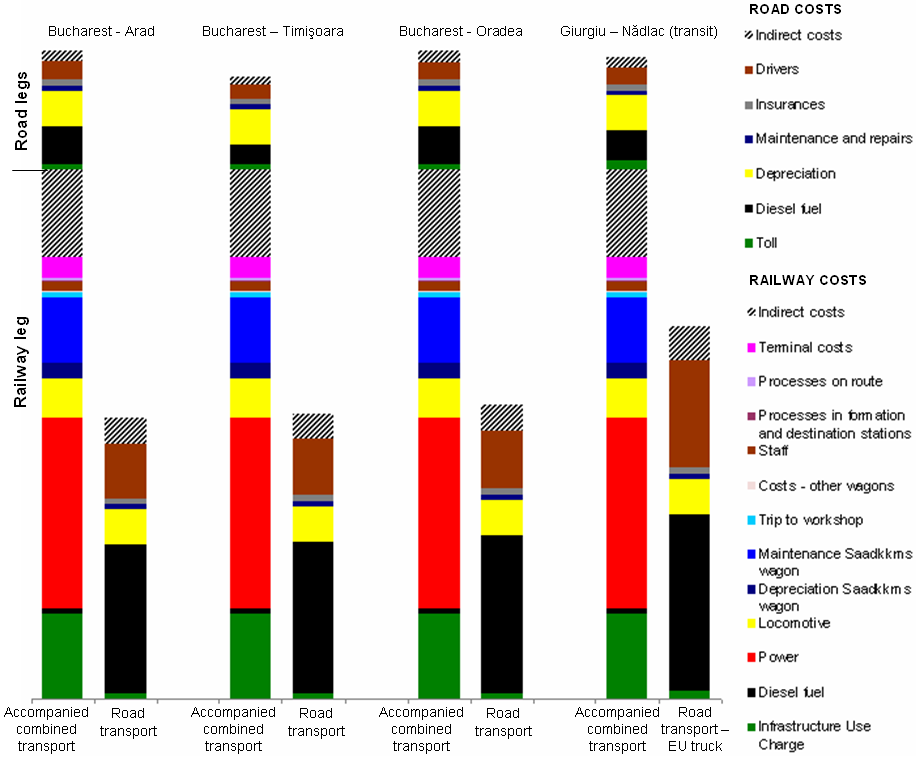 Bucharest - Arad
Bucharest – Timişoara
Bucharest - Oradea
Giurgiu – Nădlac (transit)
Road legs
Railway leg
ROAD COSTS
Indirect costs
Drivers
Insurances
Maintenance and repairs
Depreciation
Diesel fuel
Toll
RAILWAY COSTS
Indirect costs
Terminal costs
Processes on route
Processes in formation
and destination stations
Staff
Costs - other wagons
Trip to workshop
Maintenance Saadkkms
wagon
Depreciation Saadkkms
wagon
Locomotive
Power
Diesel fuel
Infrastructure Use
Charge
Accompanied
combined
transport
Road
transport
Accompanied
combined
transport
Road
transport
Accompanied
combined
transport
Road
transport
Accompanied
combined
transport
Road
transport –
EU truck